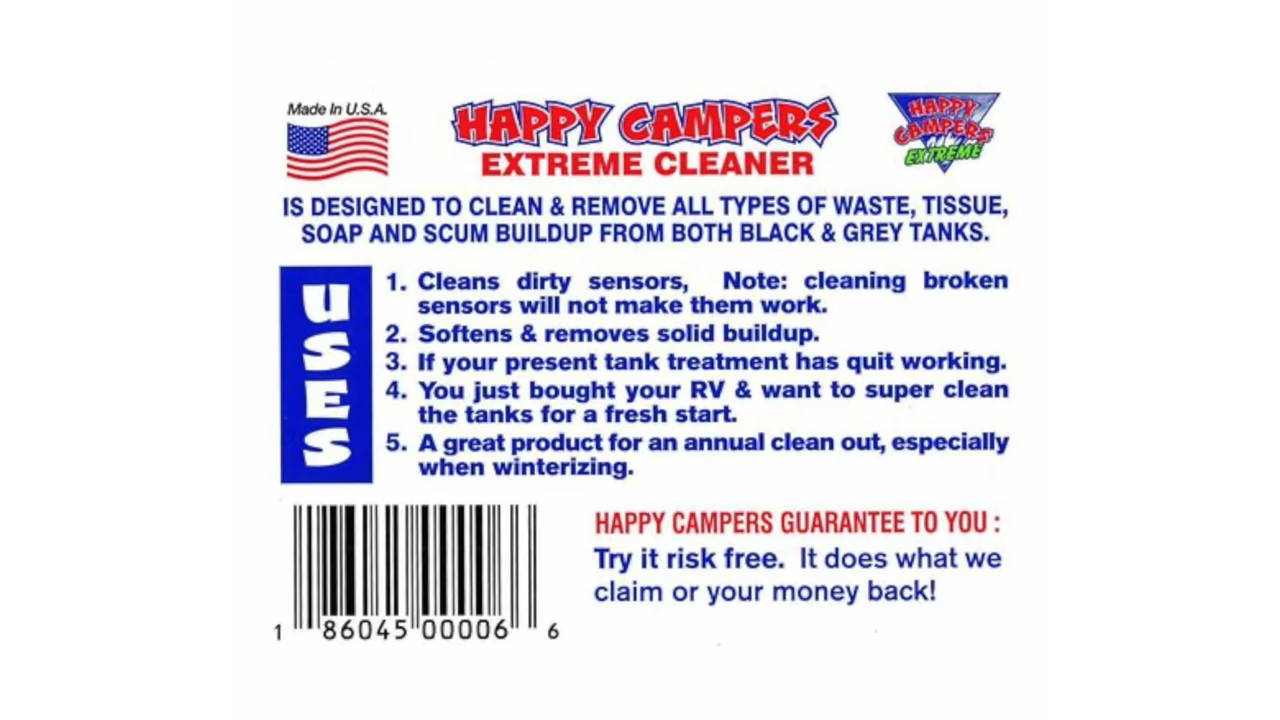 Made In U.S.A.
HAPPY CAMPERS
EXTREME CLEANER
HAPPY
CAMPERS
EXTREME
IS DESIGNED TO CLEAN & REMOVE ALL TYPES OF WASTE, TISSUE,
SOAP AND SCUM BUILDUP FROM BOTH BLACK & GREY TANKS.
USES
1. Cleans dirty sensors, Note: cleaning broken
sensors will not make them work.
2. Softens & removes solid buildup.
3. If your present tank treatment has quit working.
4. You just bought your RV & want to super clean
the tanks for a fresh start.
5. A great product for an annual clean out, especially
when winterizing.
1 86045 00006 6
HAPPY CAMPERS GUARANTEE TO YOU :
Try it risk free. It does what we
claim or your money back!